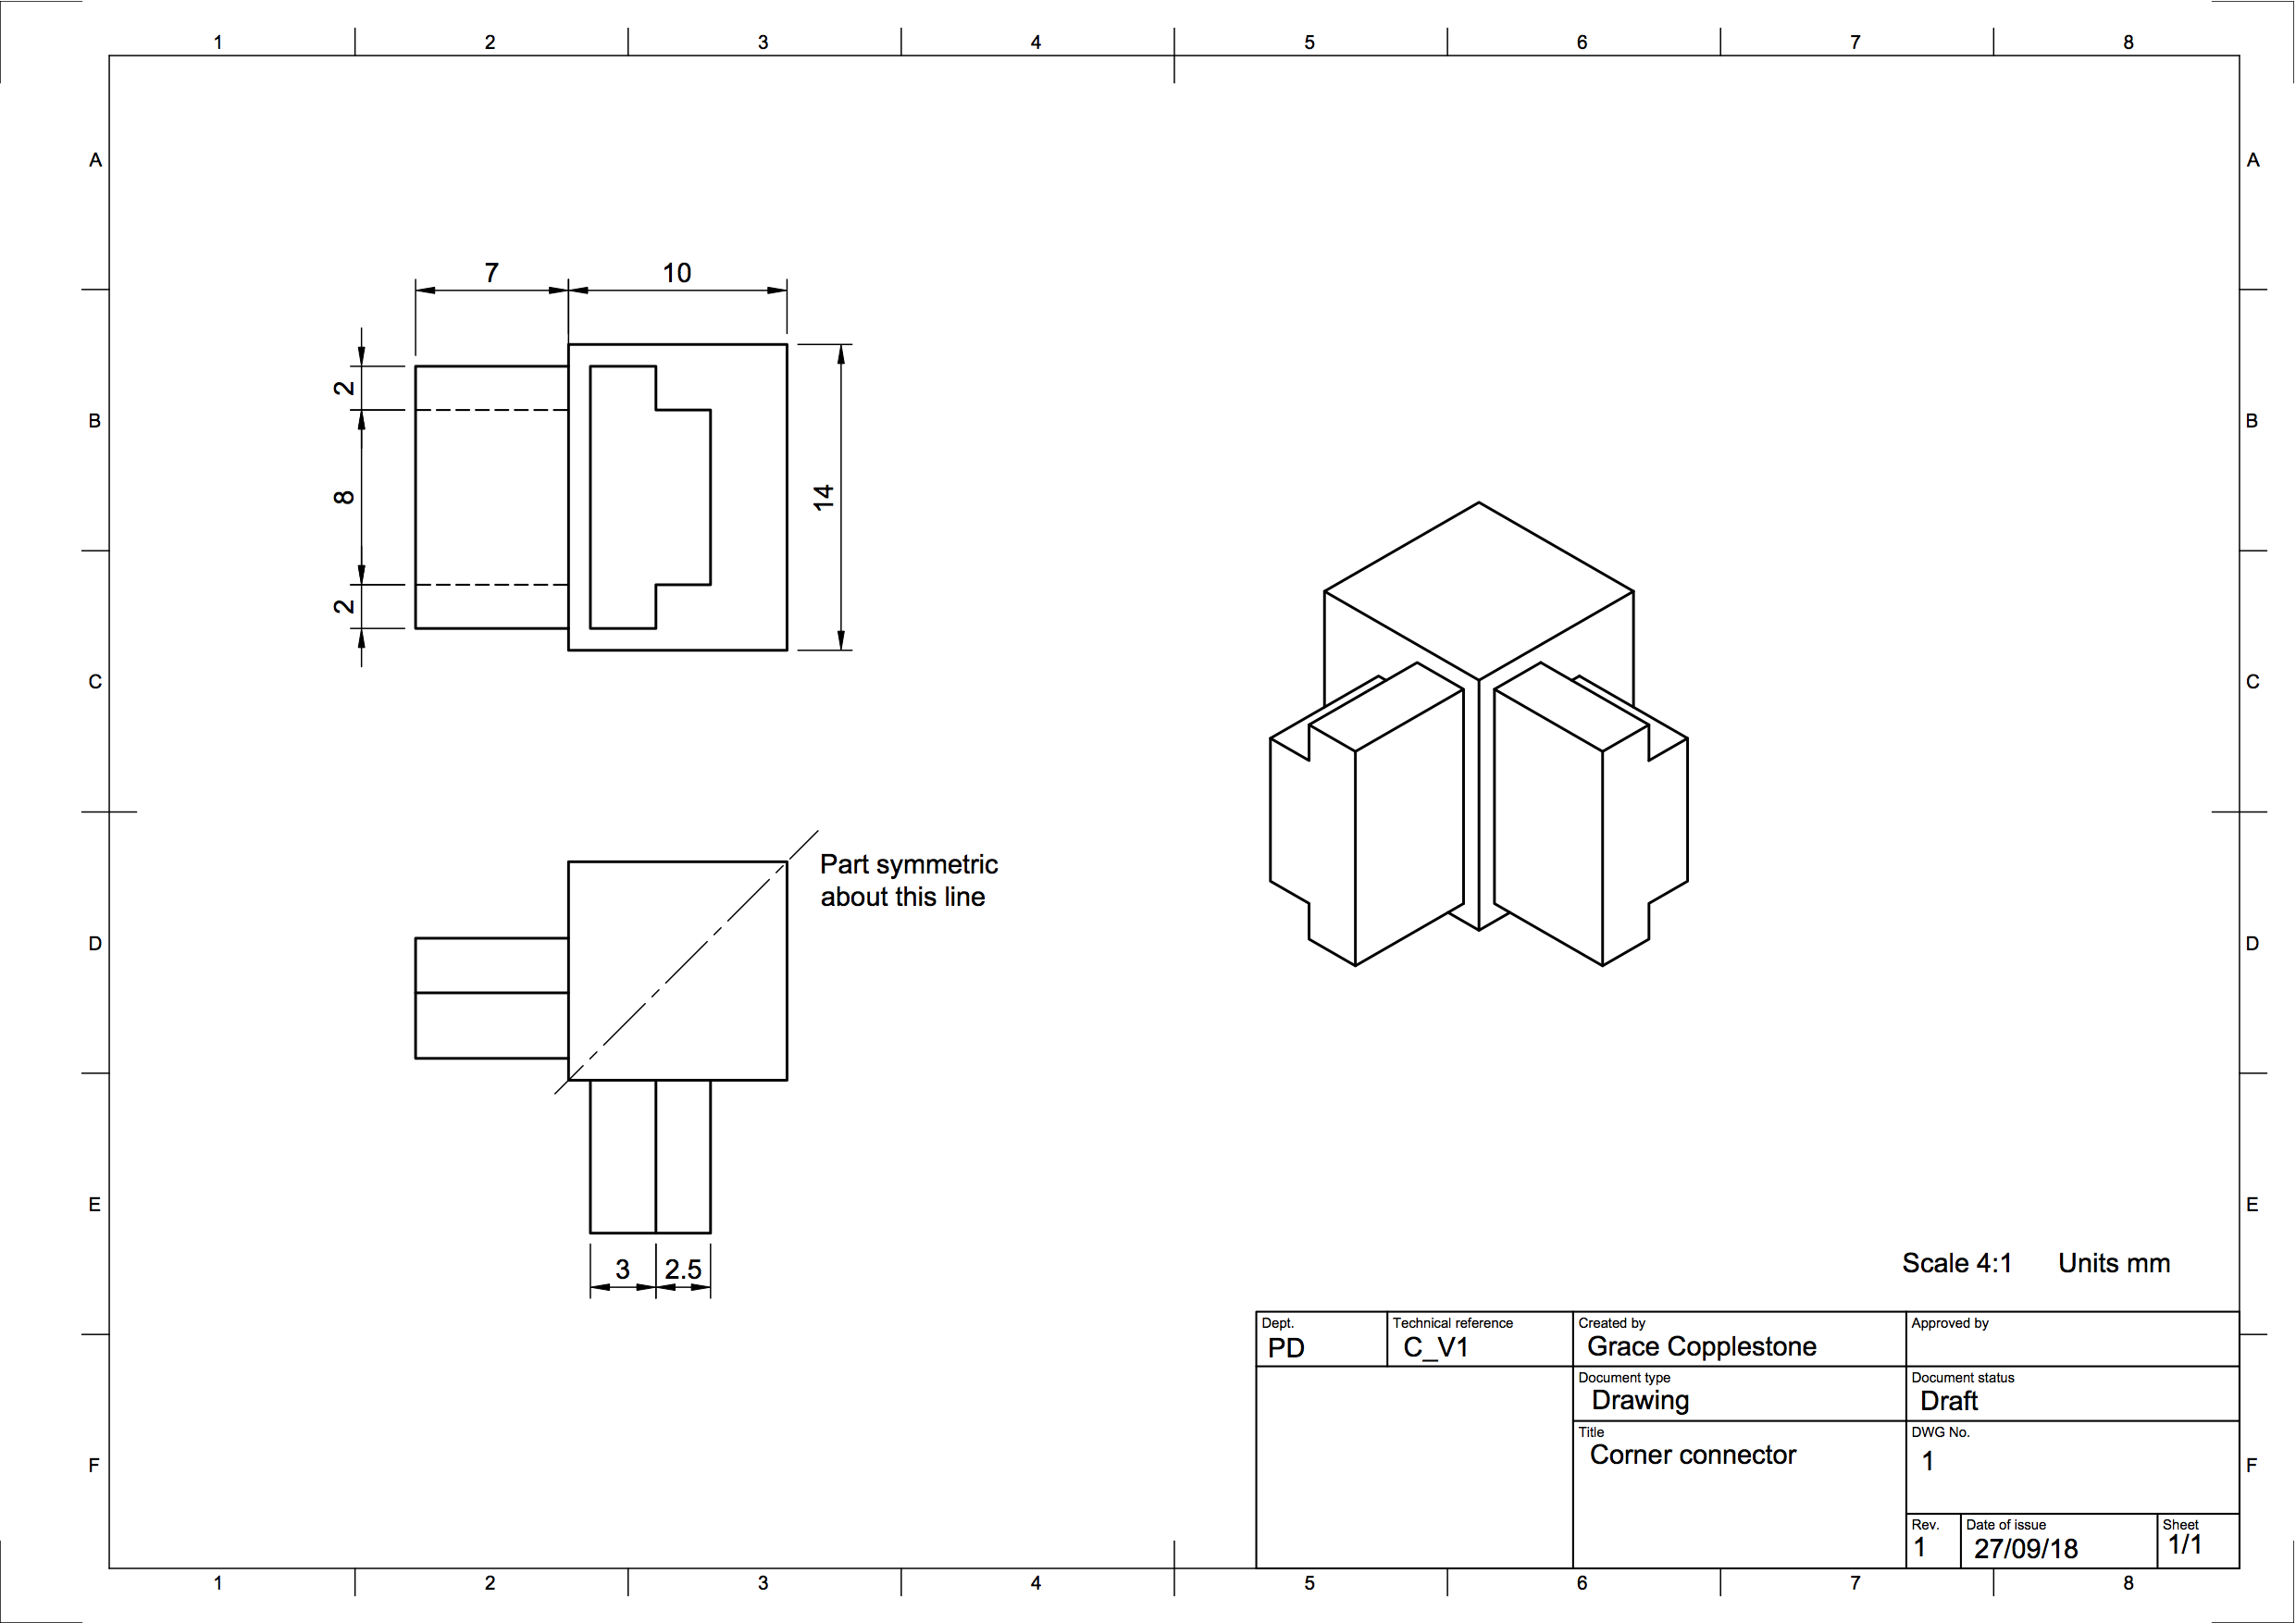 1 2 3 4 5 6 7 8
A A
7 10
2
B B
8 14
2
C C
Part symmetric
about this line
D D
E E
3 2.5
Scale 4:1 Units mm
Dept. Technical reference Created by Approved by
PD C_V1 Grace Copplestone
Document type Document status
Drawing Draft
Title DWG No.
Corner connector 1
F F
Rev. Date of issue Sheet
1 27/09/18 1/1
1 2 3 4 5 6 7 8